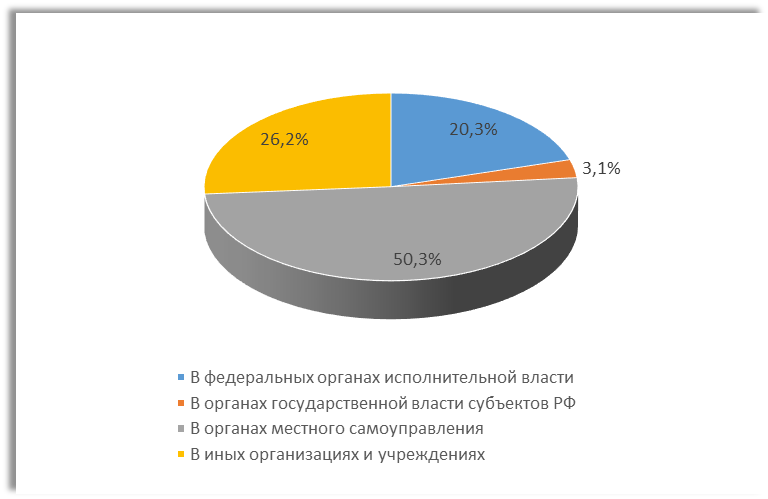 20,3%
3,1%
26,2%
50,3%
В федеральных органах исполнительной власти
В органах государственной власти субъектов РФ
В органах местного самоуправления
В иных организациях и учреждениях